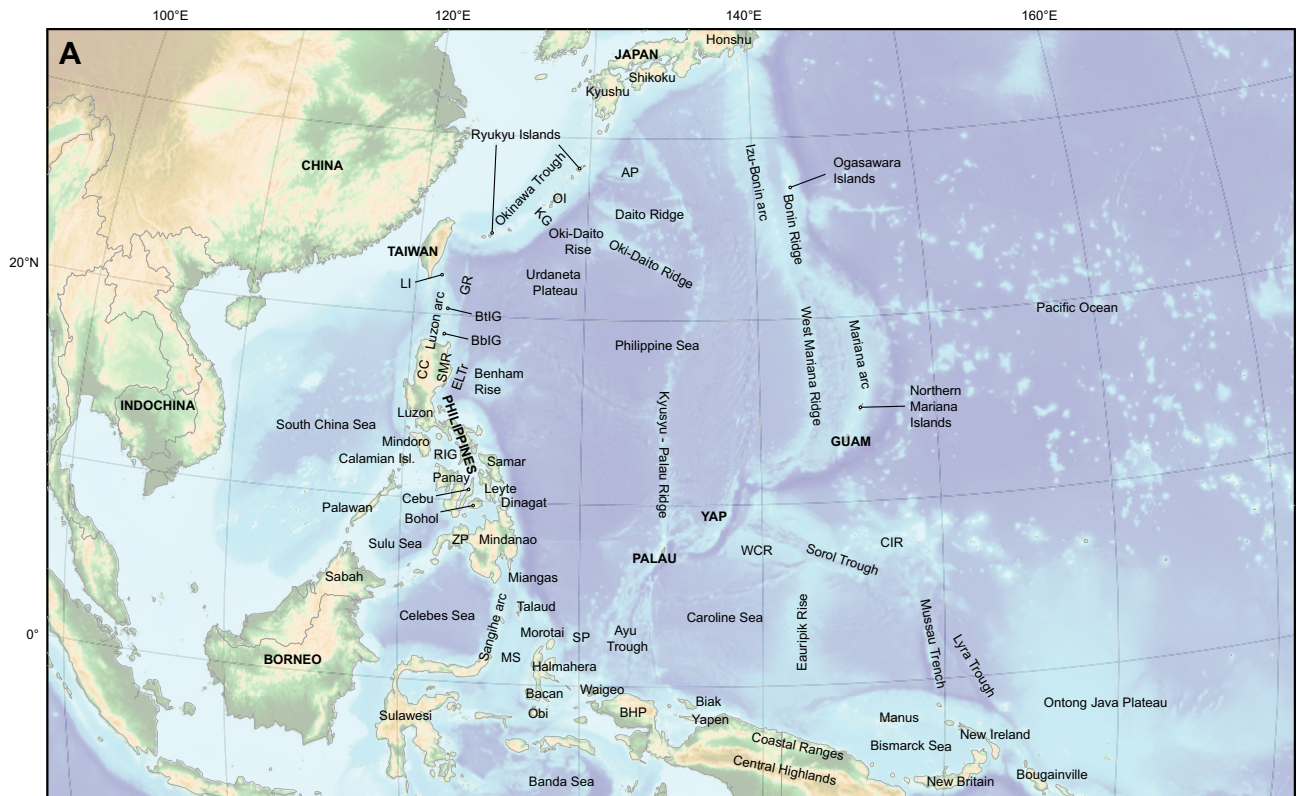 100°E
120°E
140°E
160°E
A
Honshu
JAPAN
Shikoku
Kyushu
Ryukyu Islands
CHINA
Okinawa Trough
AP
Izu-Bonin arc
Ogasawara
Islands
OI
KG
Daito Ridge
Bonin Ridge
Oki-Daito
Rise
Oki-Daito Ridge
TAIWAN
20°N
LI
GR
Urdaneta
Plateau
BtIG
Luzon arc
BbIG
Pacific Ocean
Philippine Sea
West Mariana Ridge
Mariana arc
CC
SMR
ELTr
Benham
Rise
Northern
Mariana
Islands
INDOCHINA
Luzon
PHILIPPINES
Kyusyu - Palau Ridge
South China Sea
GUAM
Mindoro
Calamian Isl.
RIG
Samar
Panay
Cebu
Leyte
Dinagat
Palawan
Bohol
YAP
Sulu Sea
ZP
Mindanao
PALAU
WCR
Sorol Trough
CIR
Sabah
Miangas
Celebes Sea
Sangihe arc
Talaud
Caroline Sea
Eauripik Rise
Mussau Trench
Lyra Trough
0°
Morotai
SP
Ayu
Trough
BORNEO
MS
Halmahera
Bacan
Waigeo
Biak
Ontong Java Plateau
Sulawesi
Obi
BHP
Yapen
Manus
Coastal Ranges
Bismarck Sea
New Ireland
Central Highlands
Banda Sea
New Britain
Bougainville